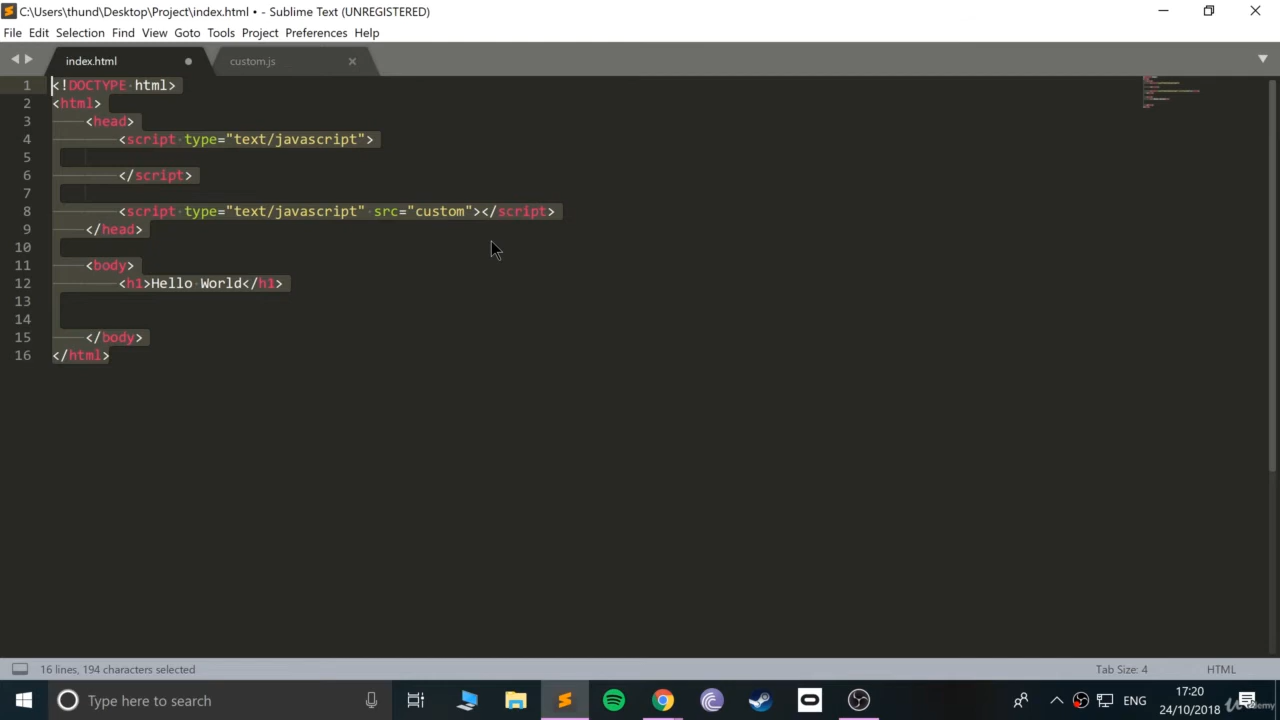 C:\Users\thund\Desktop\Project\index.html • - Sublime Text (UNREGISTERED)
File Edit Selection Find View Goto Tools Project Preferences Help
index.html custom.js
1 <!DOCTYPE html>
2 <html>
3 <head>
4 <script type="text/javascript">
5
6 </script>
7
8 <script type="text/javascript" src="custom"></script>
9 </head>
10
11 <body>
12 <h1>Hello World</h1>
13
14
15 </body>
16 </html>
16 lines, 194 characters selected Tab Size: 4 HTML
Type here to search ENG 17:20
24/10/2018
Udemy